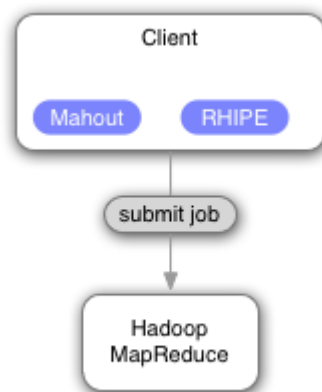 Client
Mahout RHIPE
submit job
Hadoop
MapReduce